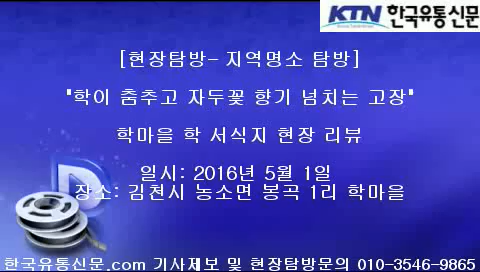 KTN 한국유통신문
[현장탐방- 지역명소 탐방]
"학이 춤추고 자두꽃 향기 넘치는 고장"
학마을 학 서식지 현장 리뷰
일시: 2016년 5월 1일
장소: 김천시 농소면 봉곡 1리 학마을
한국유통신문.com 기사제보 및 현장탐방문의 010-3546-9865